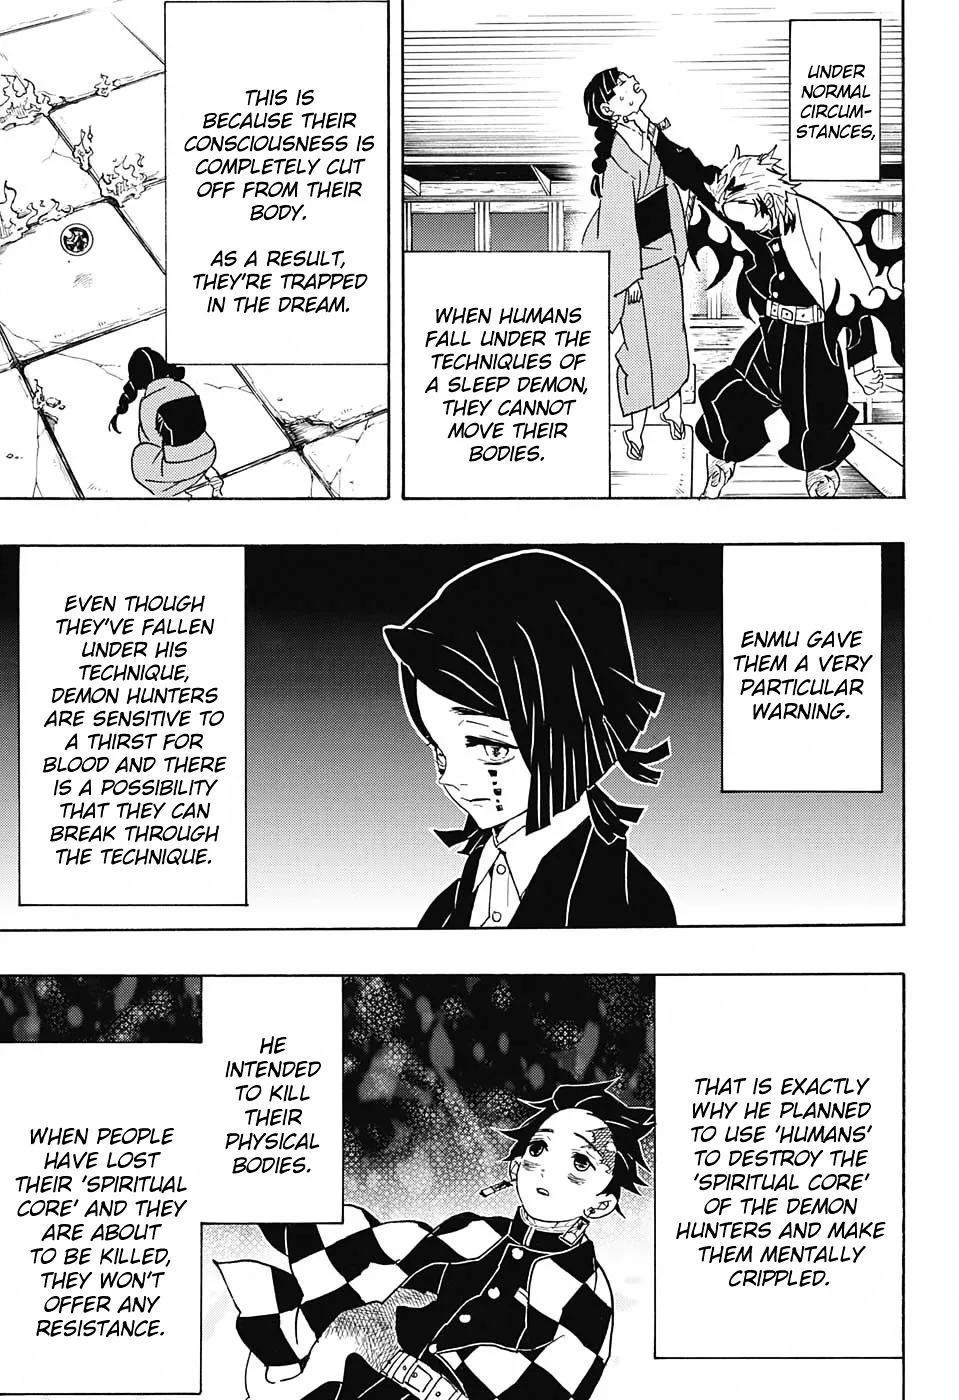 UNDER
NORMAL
CIRCUM-
STANCES,
WHEN HUMANS
FALL UNDER THE
TECHNIQUES OF
A SLEEP DEMON,
THEY CANNOT
MOVE THEIR
BODIES.
THIS IS
BECAUSE THEIR
CONSCIOUSNESS IS
COMPLETELY CUT
OFF FROM THEIR
BODY.
AS A RESULT,
THEY'RE TRAPPED
IN THE DREAM.
ENMU GAVE
THEM A VERY
PARTICULAR
WARNING.
EVEN THOUGH
THEY'VE FALLEN
UNDER HIS
TECHNIQUE,
DEMON HUNTERS
ARE SENSITIVE TO
A THIRST FOR
BLOOD AND THERE
IS A POSSIBILITY
THAT THEY CAN
BREAK THROUGH
THE TECHNIQUE.
THAT IS EXACTLY
WHY HE PLANNED
TO USE 'HUMANS'
TO DESTROY THE
'SPIRITUAL CORE'
OF THE DEMON
HUNTERS AND MAKE
THEM MENTALLY
CRIPPLED.
HE
INTENDED
TO KILL
THEIR
PHYSICAL
BODIES.
WHEN PEOPLE
HAVE LOST
THEIR 'SPIRITUAL
CORE' AND THEY
ARE ABOUT
TO BE KILLED,
THEY WON'T
OFFER ANY
RESISTANCE.